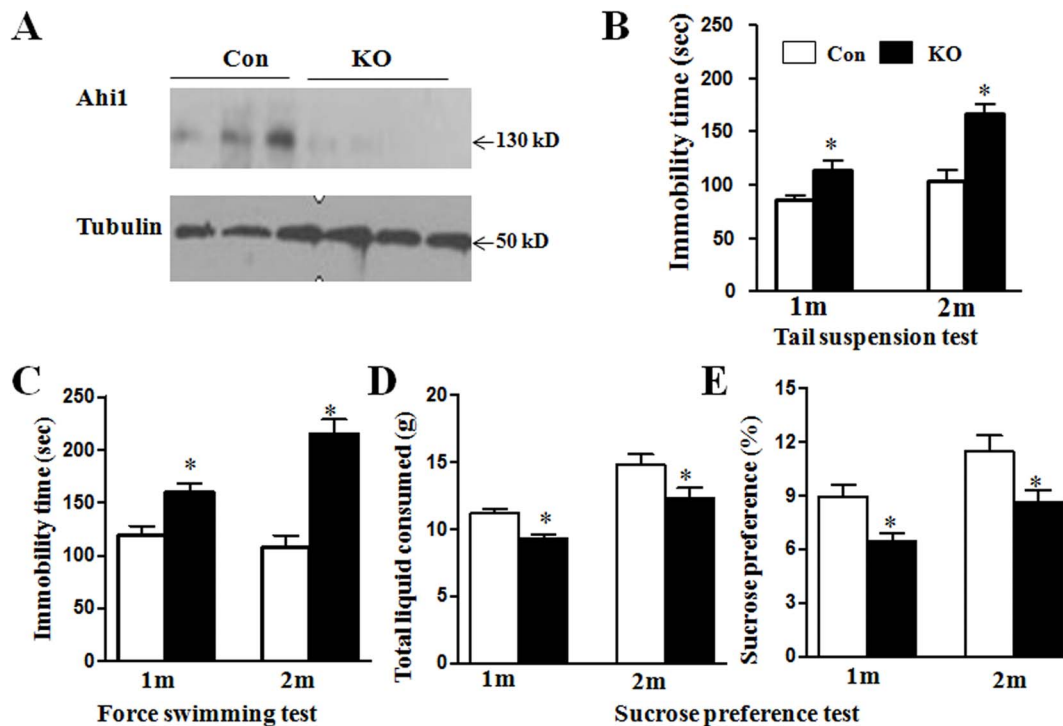 A
Con KO
Ahi1
←130 kD
Tubulin
←50 kD
B
Immobility time (sec)
250
200
150
100
50
0
Con KO
*
*
1m 2m
Tail suspension test
C
Immobility time (sec)
250
200
150
100
50
0
*
*
1m 2m
Force swimming test
D
Total liquid consumed (g)
20
15
10
5
0
*
*
1m 2m
E
Sucrose preference (%)
15
12
9
6
3
0
*
*
1m 2m
Sucrose preference test